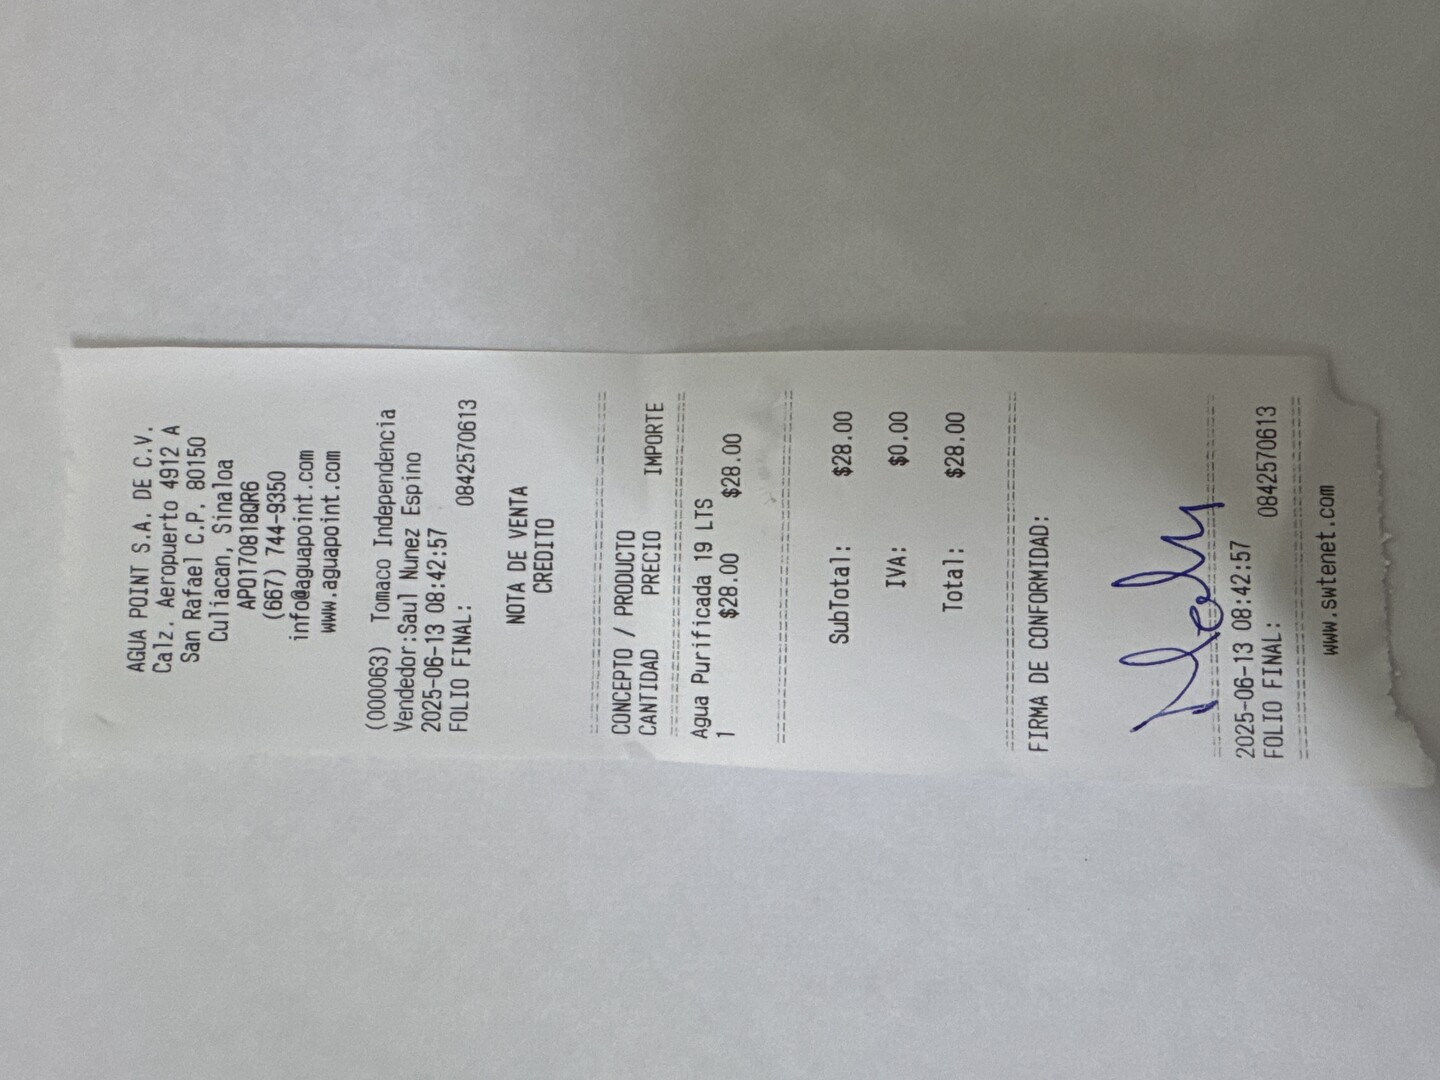 AGUA POINT S.A. DE C.V.
Calz. Aeropuerto 4912 A
San Rafael C.P. 80150
Culiacan, Sinaloa
APO170818QR6
(667) 744-9350
info@aguapoint.com
www.aguapoint.com
(000063) Tomaco Independencia
Vendedor:Saul Nunez Espino
2025-06-13 08:42:57
FOLIO FINAL: 0842570613
NOTA DE VENTA
CREDITO
CONCEPTO / PRODUCTO
CANTIDAD PRECIO IMPORTE
Agua Purificada 19 LTS
1 $28.00 $28.00
SubTotal: $28.00
IVA: $0.00
Total: $28.00
FIRMA DE CONFORMIDAD:
2025-06-13 08:42:57
FOLIO FINAL: 0842570613
www.swtenet.com